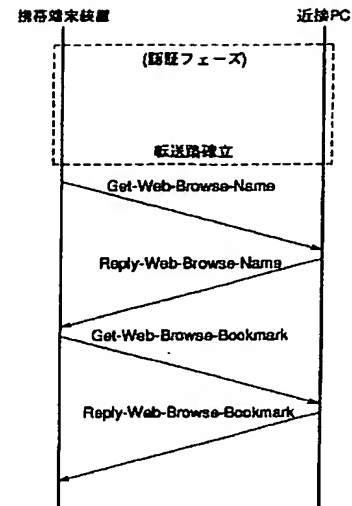 携帯端末装置
近接PC
(認証フェーズ)
転送路確立
Get-Web-Browse-Name
Reply-Web-Browse-Name
Get-Web-Browse-Bookmark
Reply-Web-Browse-Bookmark